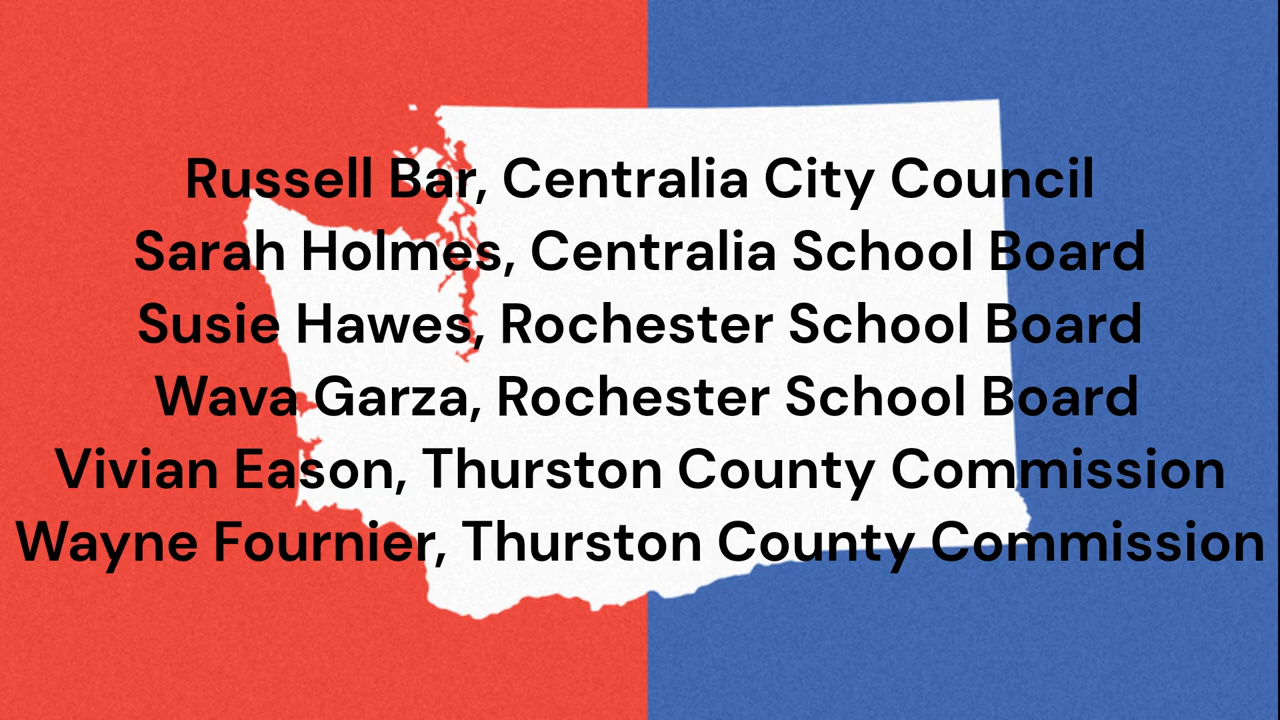 Russell Bar, Centralia City Council
Sarah Holmes, Centralia School Board
Susie Hawes, Rochester School Board
Wava Garza, Rochester School Board
Vivian Eason, Thurston County Commission
Wayne Fournier, Thurston County Commission